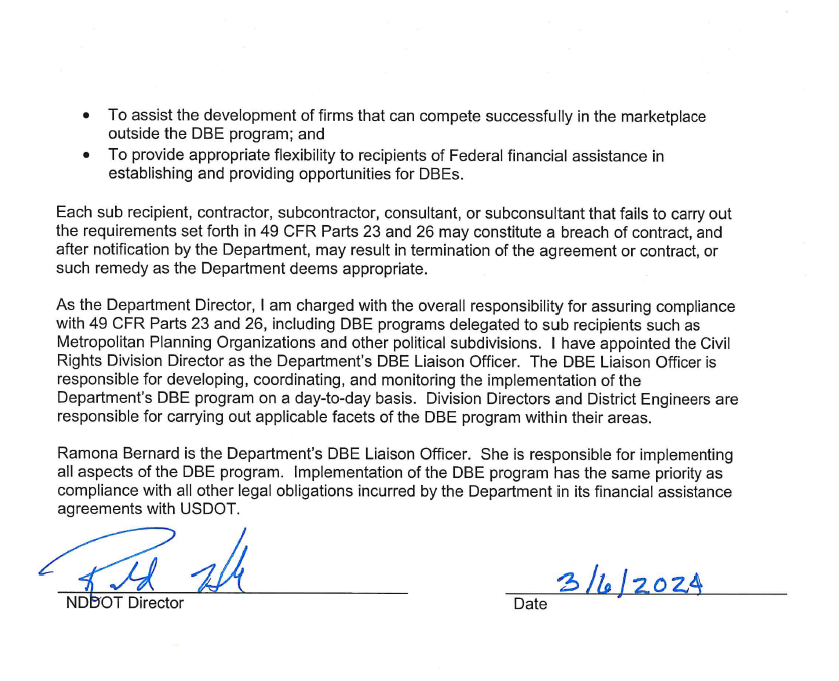 • To assist the development of firms that can compete successfully in the marketplace
outside the DBE program; and
• To provide appropriate flexibility to recipients of Federal financial assistance in
establishing and providing opportunities for DBEs.
Each sub recipient, contractor, subcontractor, consultant, or subconsultant that fails to carry out
the requirements set forth in 49 CFR Parts 23 and 26 may constitute a breach of contract, and
after notification by the Department, may result in termination of the agreement or contract, or
such remedy as the Department deems appropriate.
As the Department Director, I am charged with the overall responsibility for assuring compliance
with 49 CFR Parts 23 and 26, including DBE programs delegated to sub recipients such as
Metropolitan Planning Organizations and other political subdivisions. I have appointed the Civil
Rights Division Director as the Department's DBE Liaison Officer. The DBE Liaison Officer is
responsible for developing, coordinating, and monitoring the implementation of the
Department's DBE program on a day-to-day basis. Division Directors and District Engineers are
responsible for carrying out applicable facets of the DBE program within their areas.
Ramona Bernard is the Department's DBE Liaison Officer. She is responsible for implementing
all aspects of the DBE program. Implementation of the DBE program has the same priority as
compliance with all other legal obligations incurred by the Department in its financial assistance
agreements with USDOT.
3/6/2024
NDDOT Director
Date